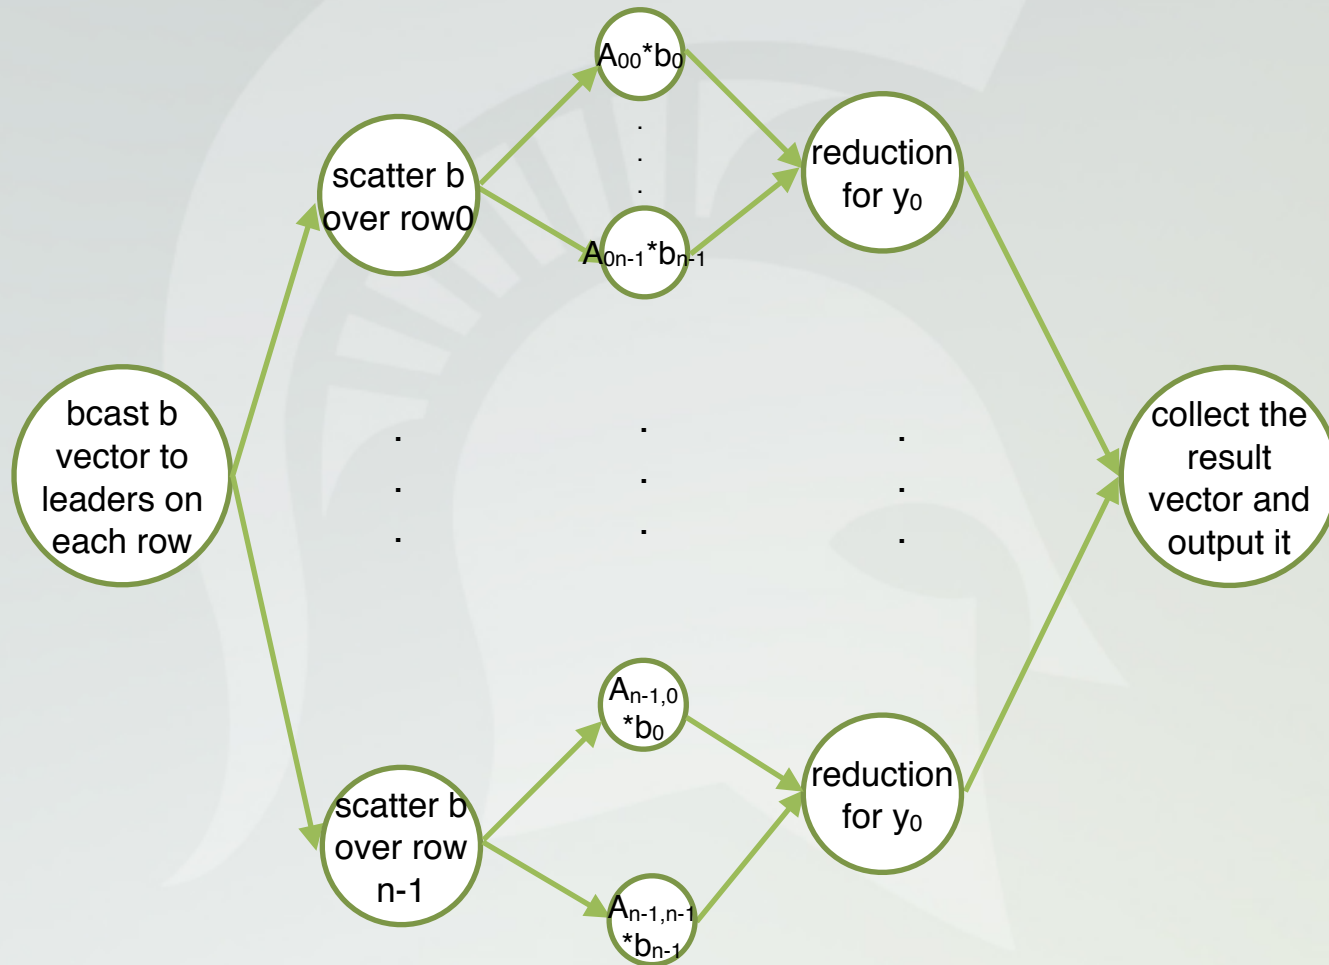 bcast b
vector to
leaders on
each row
scatter b
over row0
A₀₀*b₀
.
.
.
A₀ₙ₋₁*bₙ₋₁
reduction
for y₀
.
.
.
.
.
.
.
.
.
scatter b
over row
n-1
Aₙ₋₁,₀
*b₀
Aₙ₋₁,ₙ₋₁
*bₙ₋₁
reduction
for y₀
collect the
result
vector and
output it